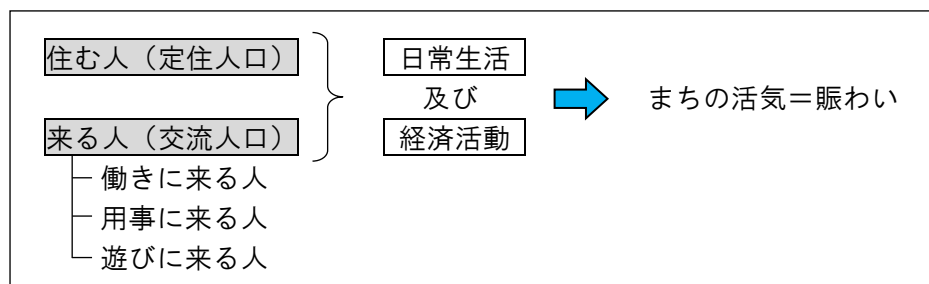 住む人（定住人口）
来る人（交流人口）
働きに来る人
用事に来る人
遊びに来る人
日常生活
及び
経済活動
まちの活気＝賑わい